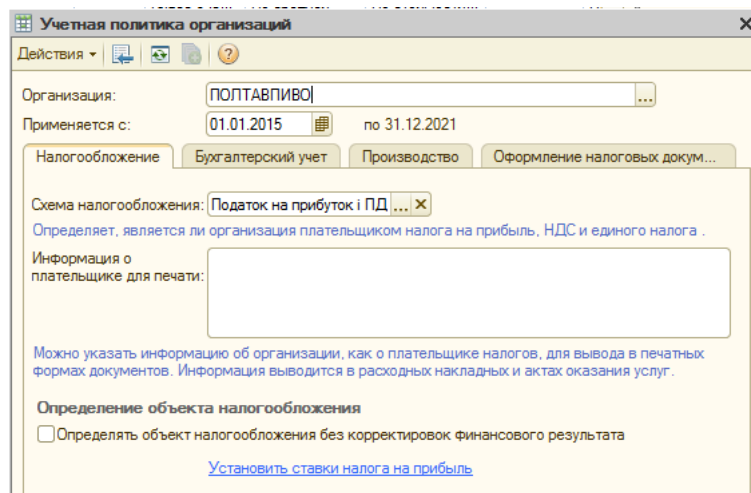 Учетная политика организаций
Действия
Организация: ПОЛТАВПИВО ...
Применяется с: 01.01.2015 по 31.12.2021
Налогообложение Бухгалтерский учет Производство Оформление налоговых докум...
Схема налогообложения: Податок на прибуток і ПД ...
Определяет, является ли организация плательщиком налога на прибыль, НДС и единого налога .
Информация о
плательщике для печати:
Можно указать информацию об организации, как о плательщике налогов, для вывода в печатных
формах документов. Информация выводится в расходных накладных и актах оказания услуг.
Определение объекта налогообложения
Определять объект налогообложения без корректировок финансового результата
Установить ставки налога на прибыль